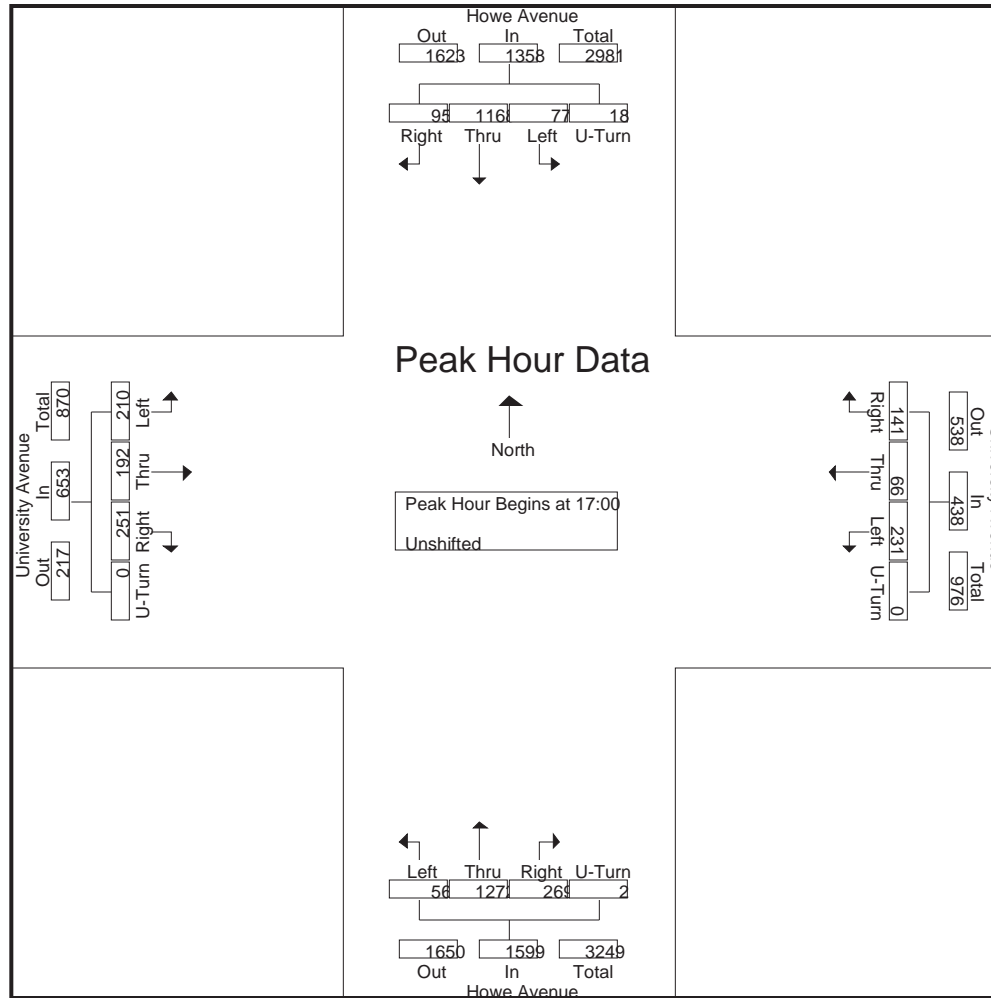 Howe Avenue
Out In Total
1623 1358 2981
95 1168 77 18
Right Thru Left U-Turn
Peak Hour Data
North
Peak Hour Begins at 17:00
Unshifted
University Avenue
Total In Out
870 653 217
210 192 251 0
Left Thru Right U-Turn
Right Thru Left U-Turn
141 66 231 0
538 438 976
Out In Total
Left Thru Right U-Turn
56 1272 269 2
1650 1599 3249
Out In Total
Howe Avenue